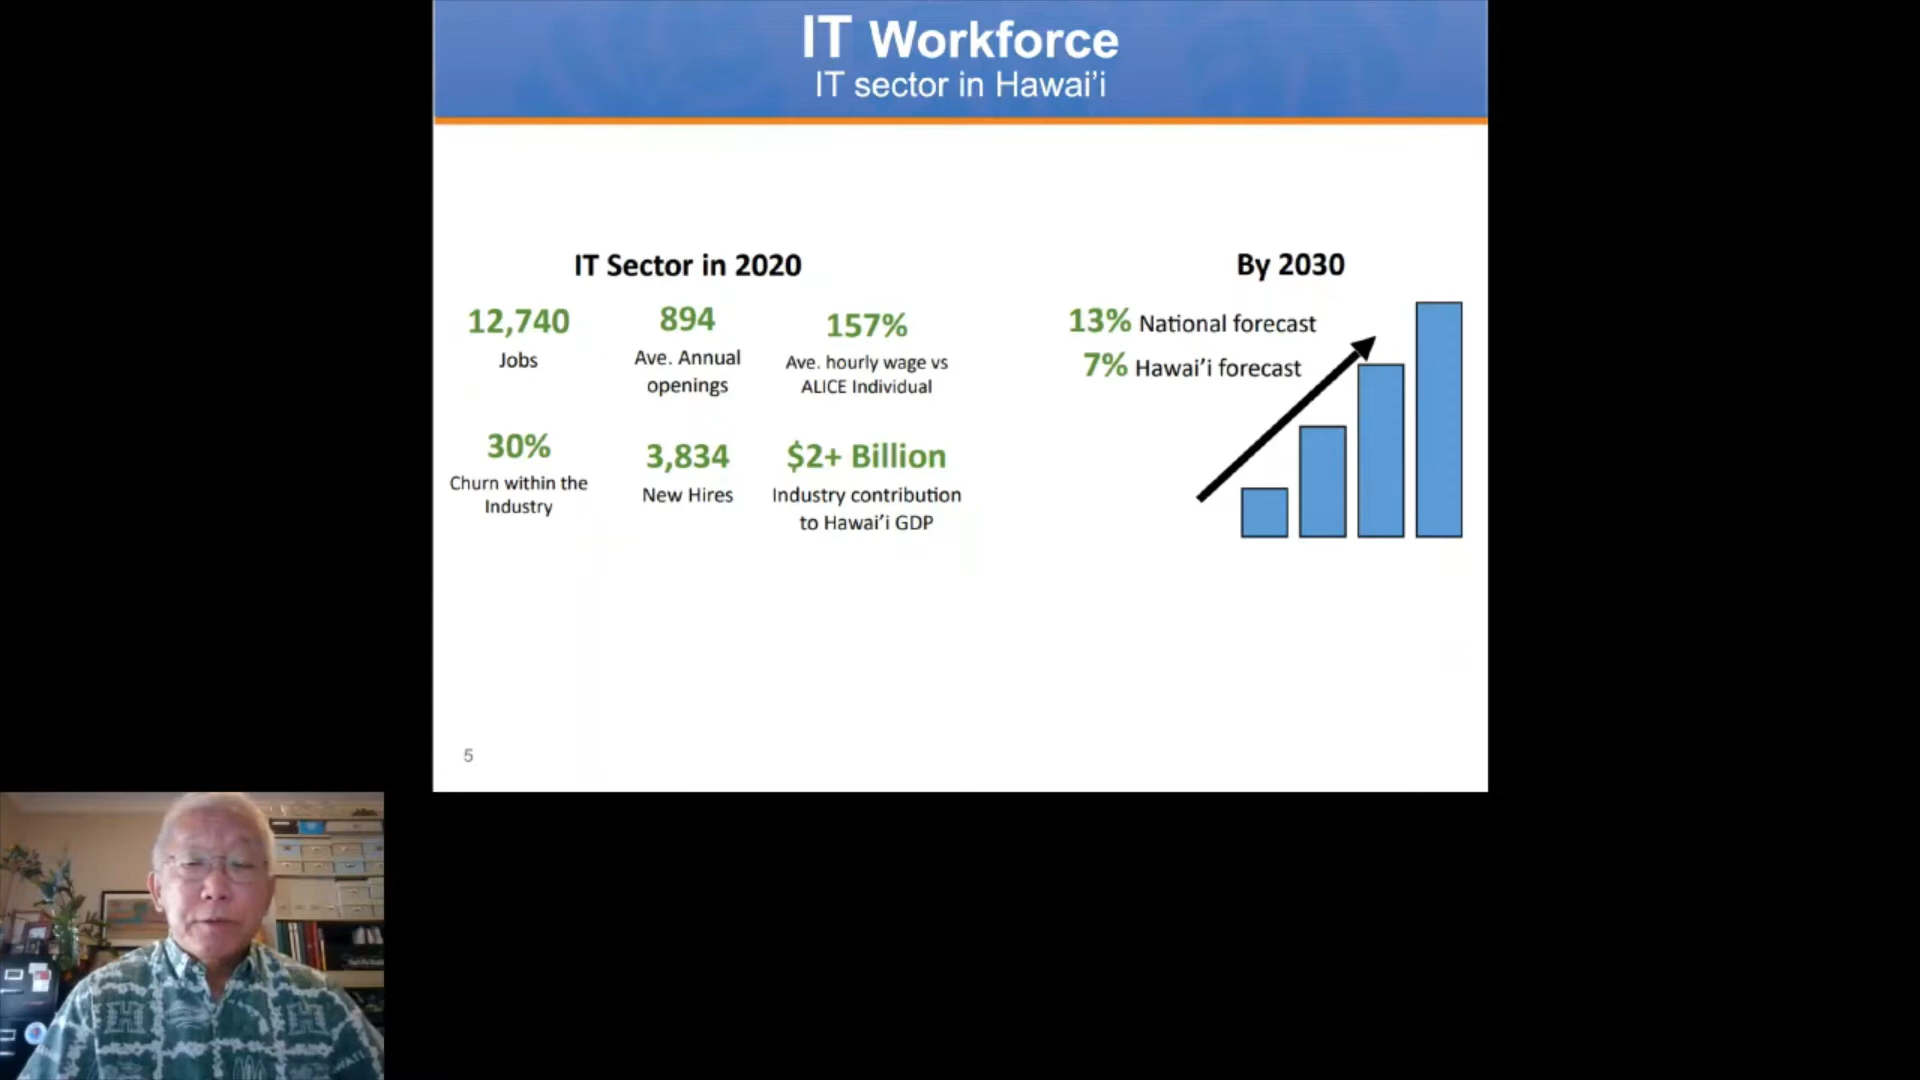 IT Workforce
IT sector in Hawai'i
IT Sector in 2020
12,740
Jobs
894
Ave. Annual
openings
157%
Ave. hourly wage vs
ALICE Individual
30%
Churn within the
Industry
3,834
New Hires
$2+ Billion
Industry contribution
to Hawai'i GDP
By 2030
13% National forecast
7% Hawai'i forecast
5